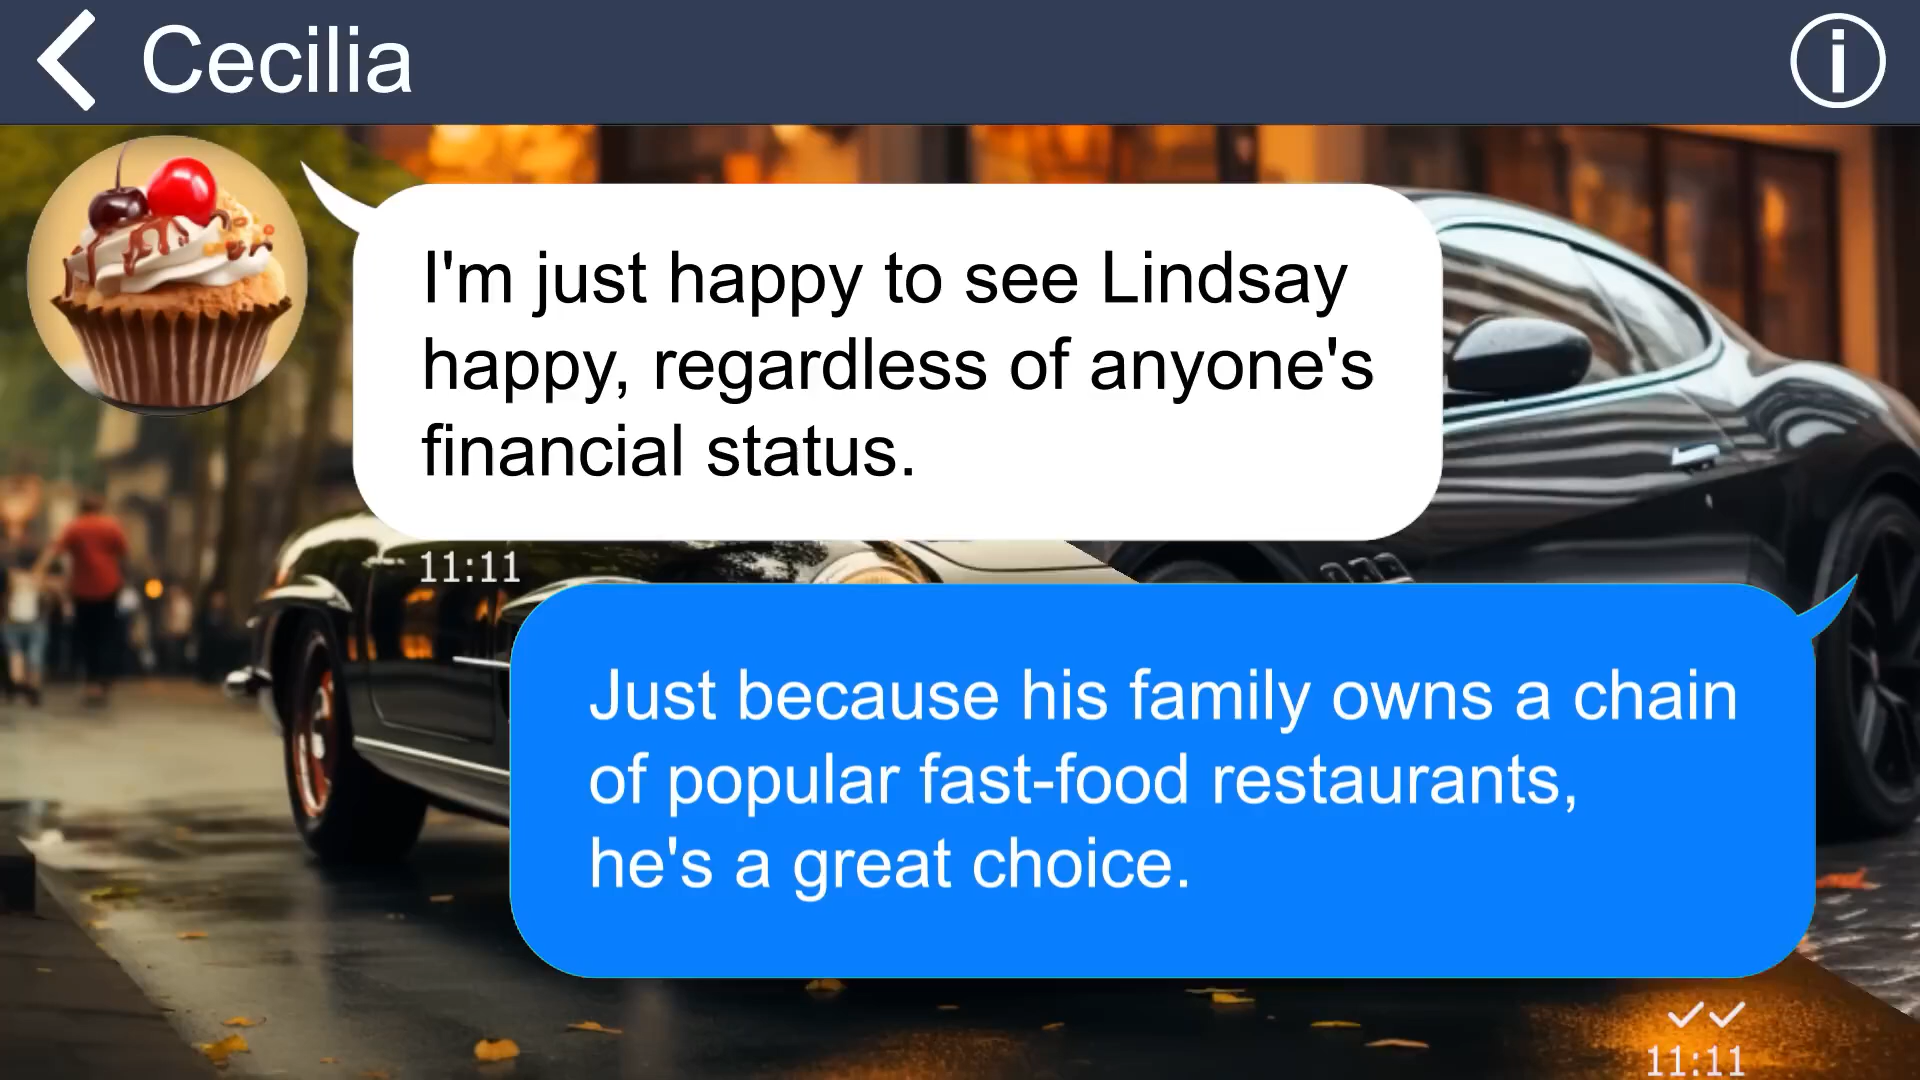 Cecilia
I'm just happy to see Lindsay
happy, regardless of anyone's
financial status.
11:11
Just because his family owns a chain
of popular fast-food restaurants,
he's a great choice.
11:11